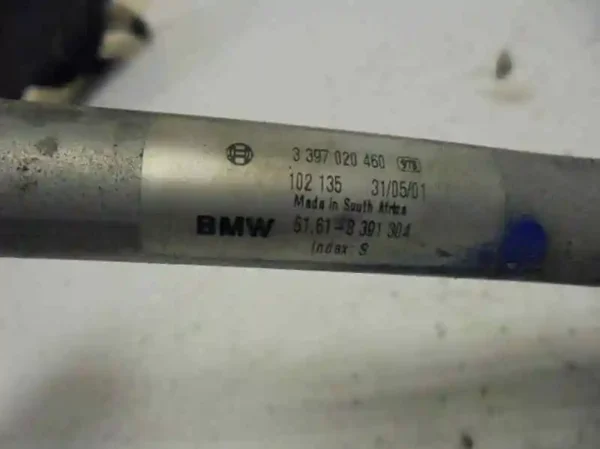 3 397 020 460
102 135 31/05/01
Made in South Africa
BMW 61.61-8 391 304
Index: S